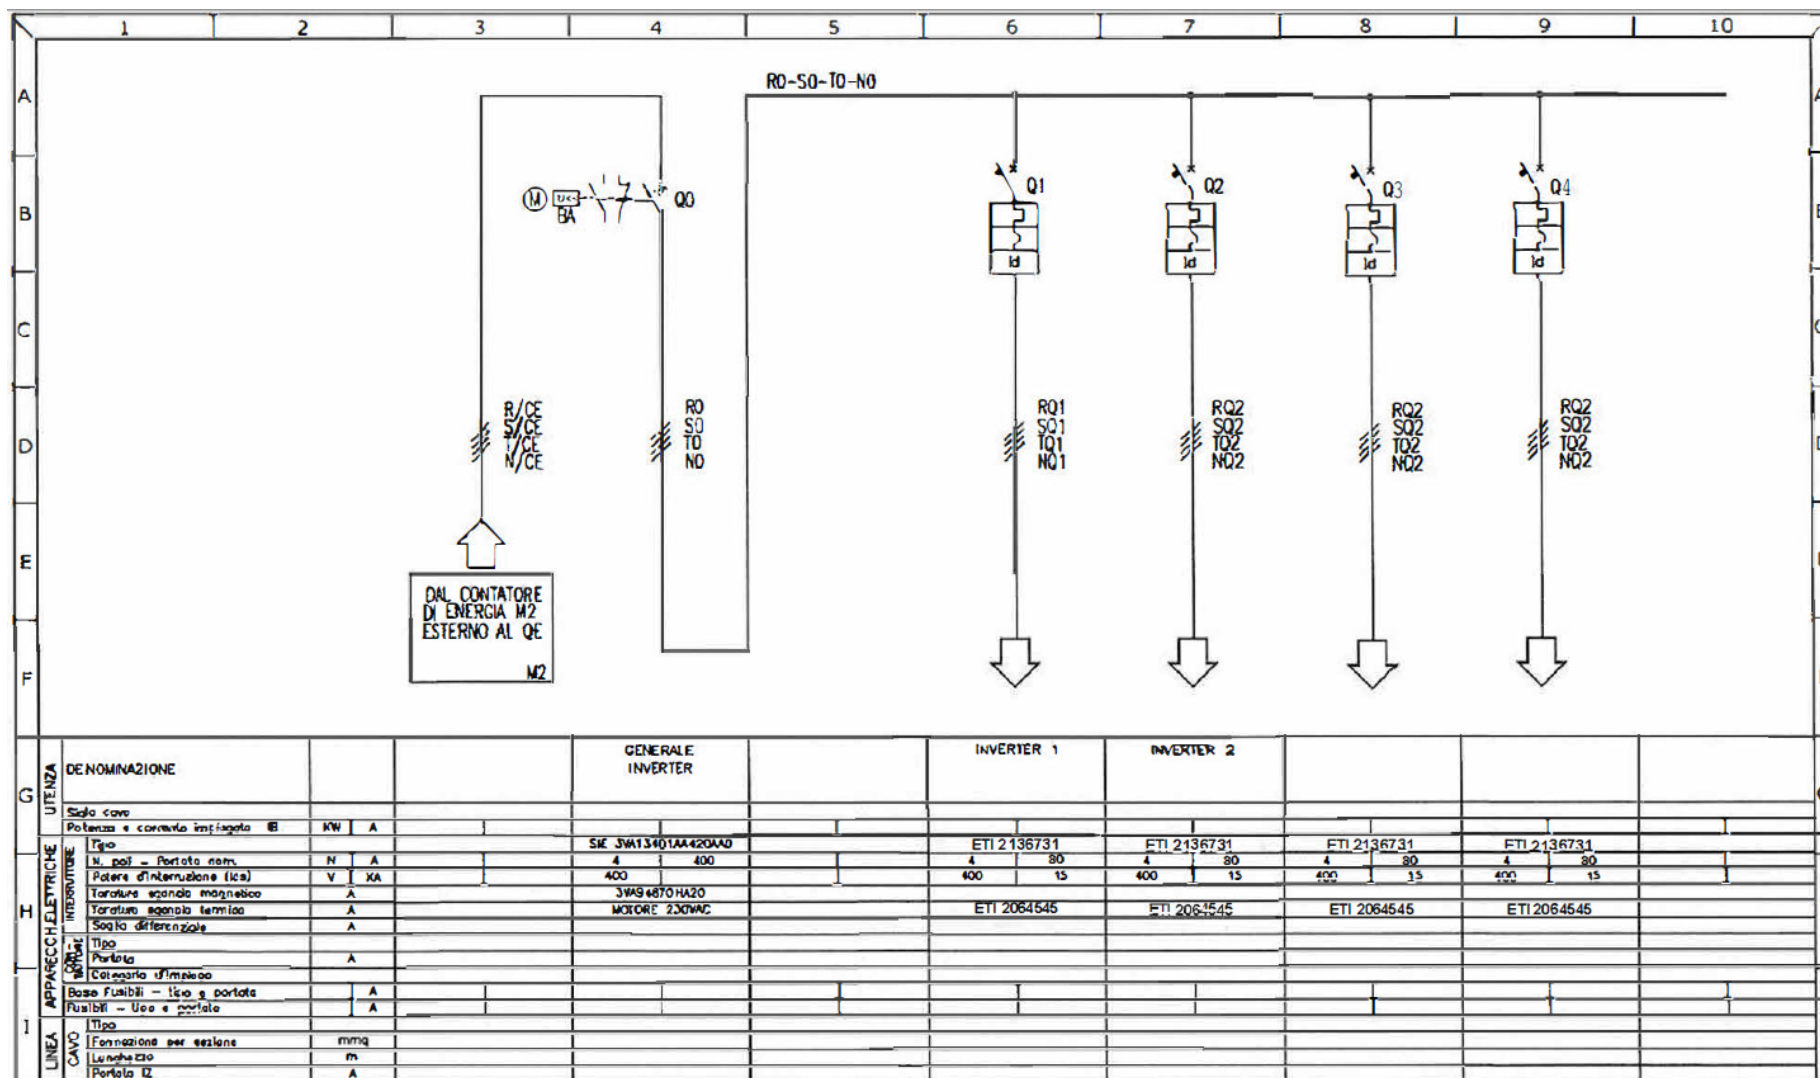 1 2 3 4 5 6 7 8 9 10
A
RO-SO-TO-NO
B
M
U<
BA
Q0
Q1
Id
Q2
Id
Q3
Id
Q4
Id
C
D
R/CE
S/CE
T/CE
N/CE
RO
SO
TO
NO
RQ1
SQ1
TQ1
NQ1
RQ2
SQ2
TQ2
NQ2
RQ2
SQ2
TQ2
NQ2
RQ2
SQ2
TQ2
NQ2
E
DAL CONTATORE
DI ENERGIA M2
ESTERNO AL QE
M2
F
G
UTENZA
DENOMINAZIONE
GENERALE
INVERTER
INVERTER 1
INVERTER 2
Sigla cavo
Potenza e corrente impiegata IB KW A
APPARECCH.ELETTRICHE
INTERRUTTORE
Tipo ETI 2136731 ETI 2136731 ETI 2136731 ETI 2136731
N. poli - Portata nom. N A 4 400 4 80 4 80 4 80 4 80
Potere d'interruzione (Ics) V KA 400 400 15 400 15 400 15 400 15
H
Taratura sgancio magnetico A
Taratura sgancio termico A MOTORE 230VAC ETI 2064545 ETI 2064545 ETI 2064545 ETI 2064545
Soglia differenziale A
Tipo
Portata A
Categoria d'impiego
Base Fusibili - tipo e portata A
Fusibili - tipo e portata A
I
LINEA
CAVO
Tipo
Formazione per sezione mmq
Lunghezza m
Portata IZ A